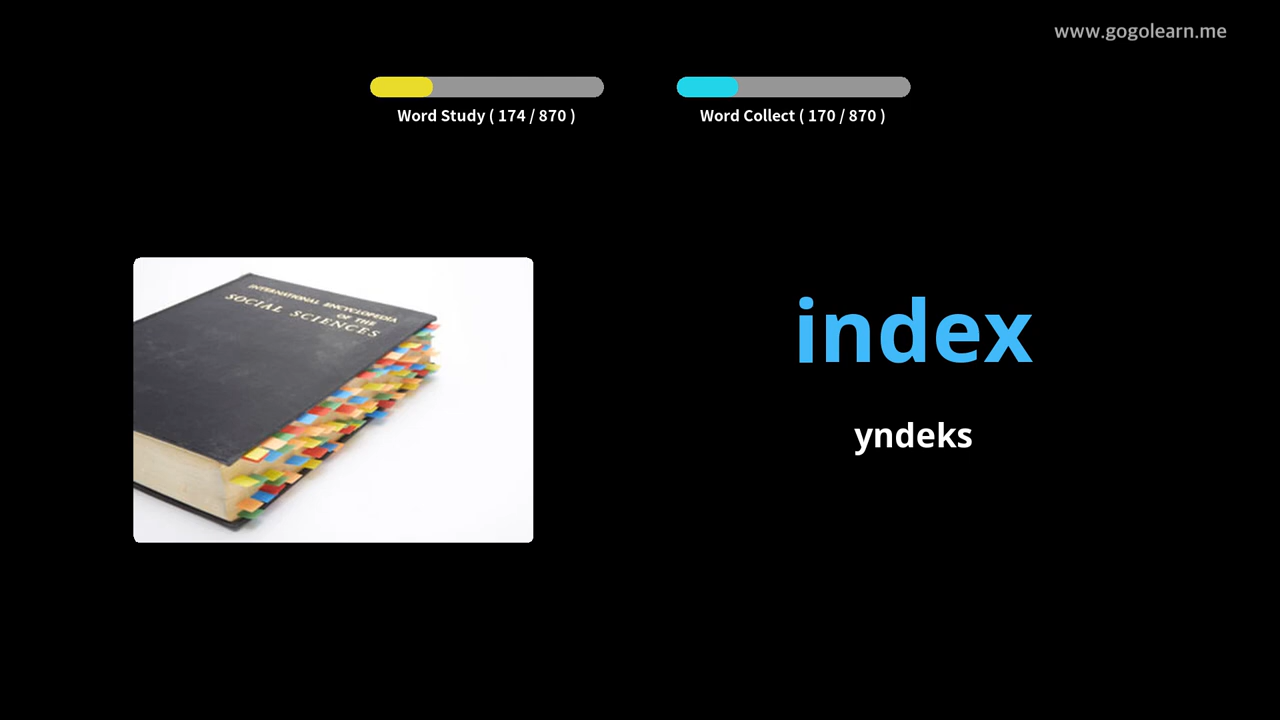 www.gogolearn.me
Word Study ( 174 / 870 )
Word Collect ( 170 / 870 )
INTERNATIONAL ENCYCLOPEDIA
OF THE
SOCIAL SCIENCES
index
yndeks